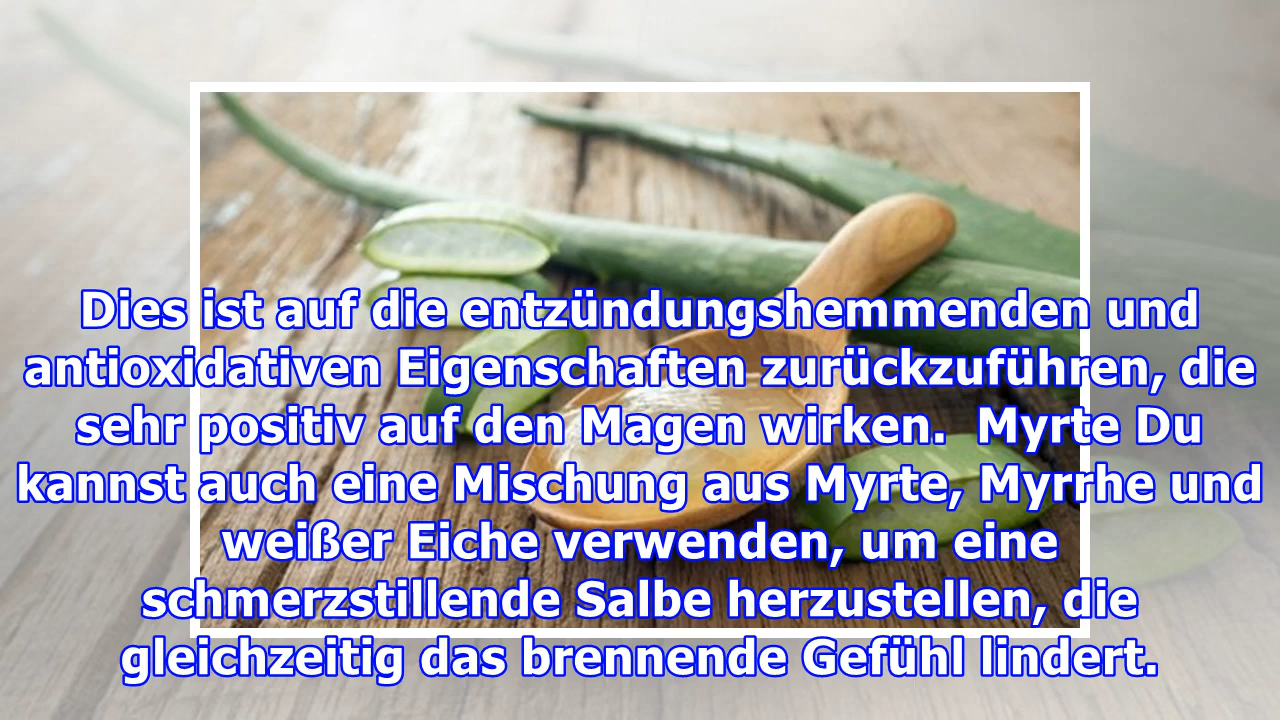 Dies ist auf die entzündungshemmenden und
antioxidativen Eigenschaften zurückzuführen, die
sehr positiv auf den Magen wirken.  Myrte Du
kannst auch eine Mischung aus Myrte, Myrrhe und
weißer Eiche verwenden, um eine
schmerzstillende Salbe herzustellen, die
gleichzeitig das brennende Gefühl lindert.